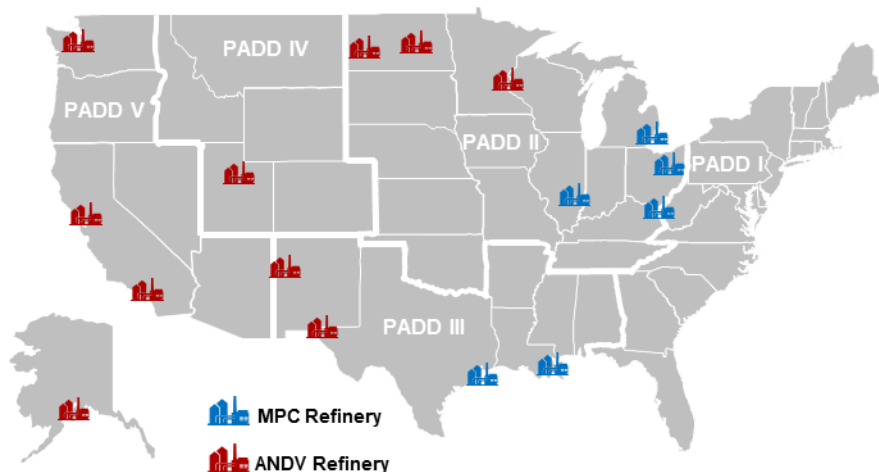 PADD IV
PADD V
PADD II
PADD I
PADD III
MPC Refinery
ANDV Refinery